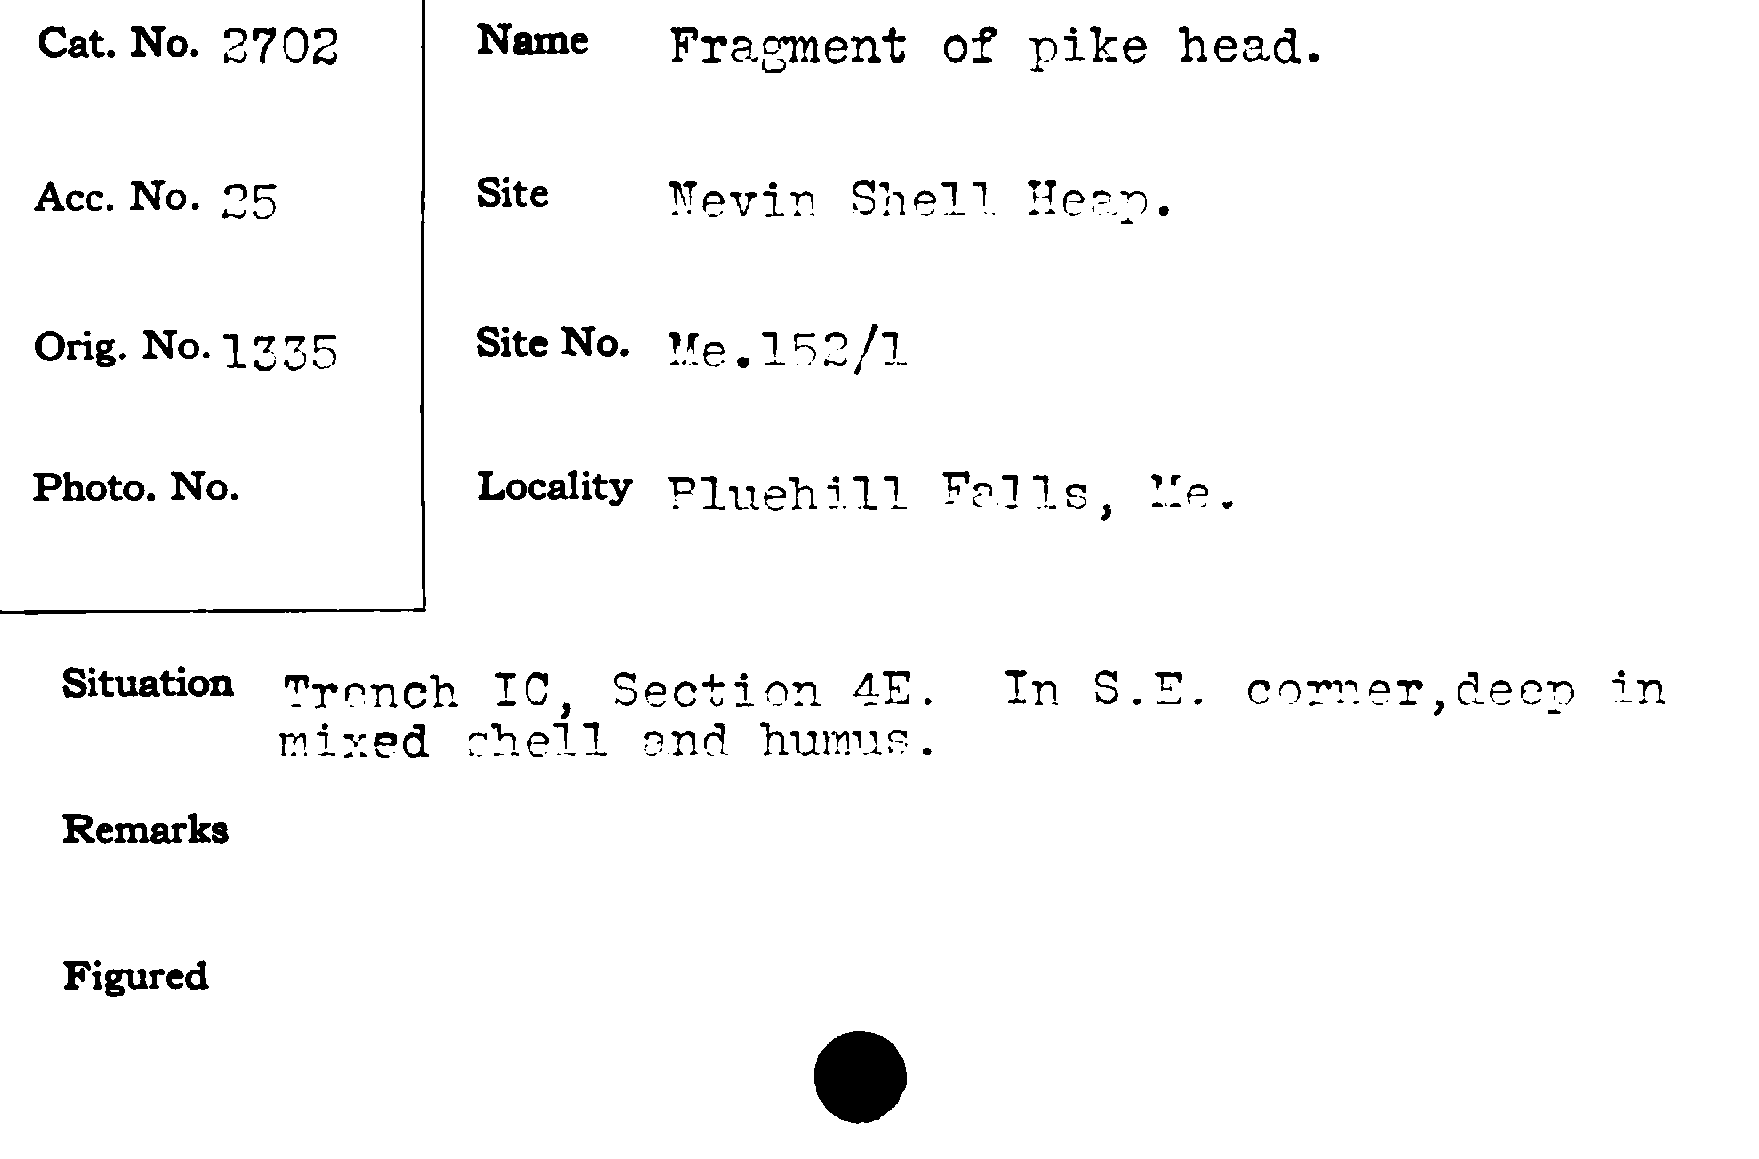 Cat. No. 2702
Name Fragment of pike head.
Acc. No. 25
Site Nevin Shell Heap.
Orig. No. 1335
Site No. Me.152/1
Photo. No.
Locality Bluehill Falls, Me.
Situation Trench IC, Section 4E. In S.E. corner,deep in
mixed shell and humus.
Remarks
Figured